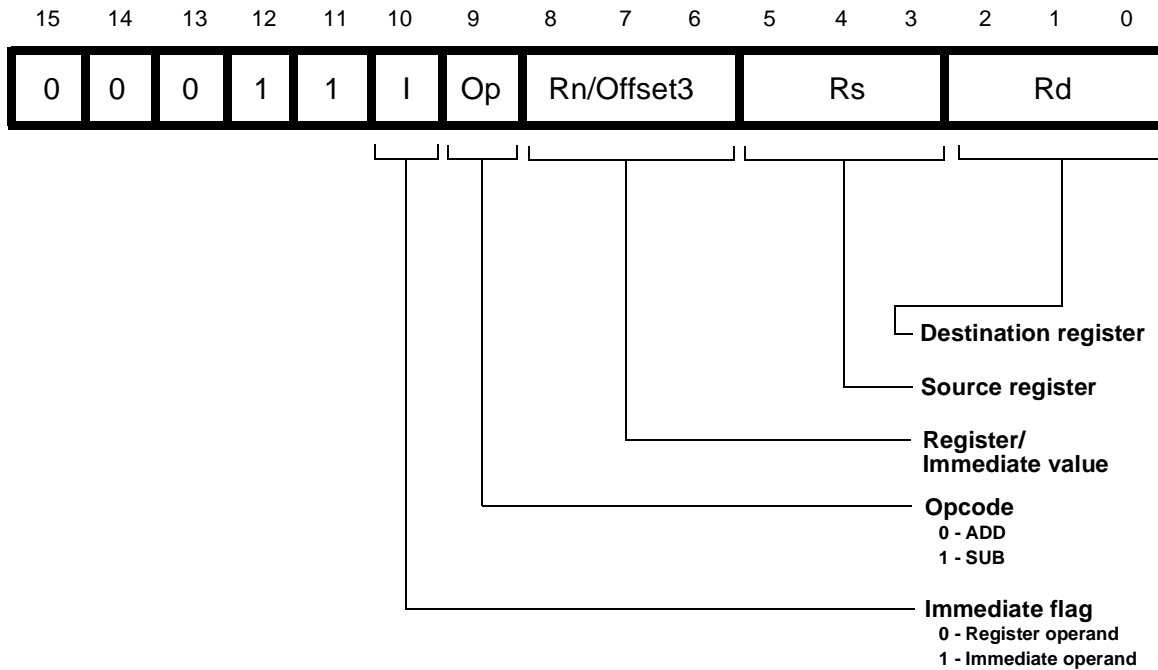 15 14 13 12 11 10 9 8 7 6 5 4 3 2 1 0
0 0 0 1 1 I Op Rn/Offset3 Rs Rd
Destination register
Source register
Register/
Immediate value
Opcode
0 - ADD
1 - SUB
Immediate flag
0 - Register operand
1 - Immediate operand